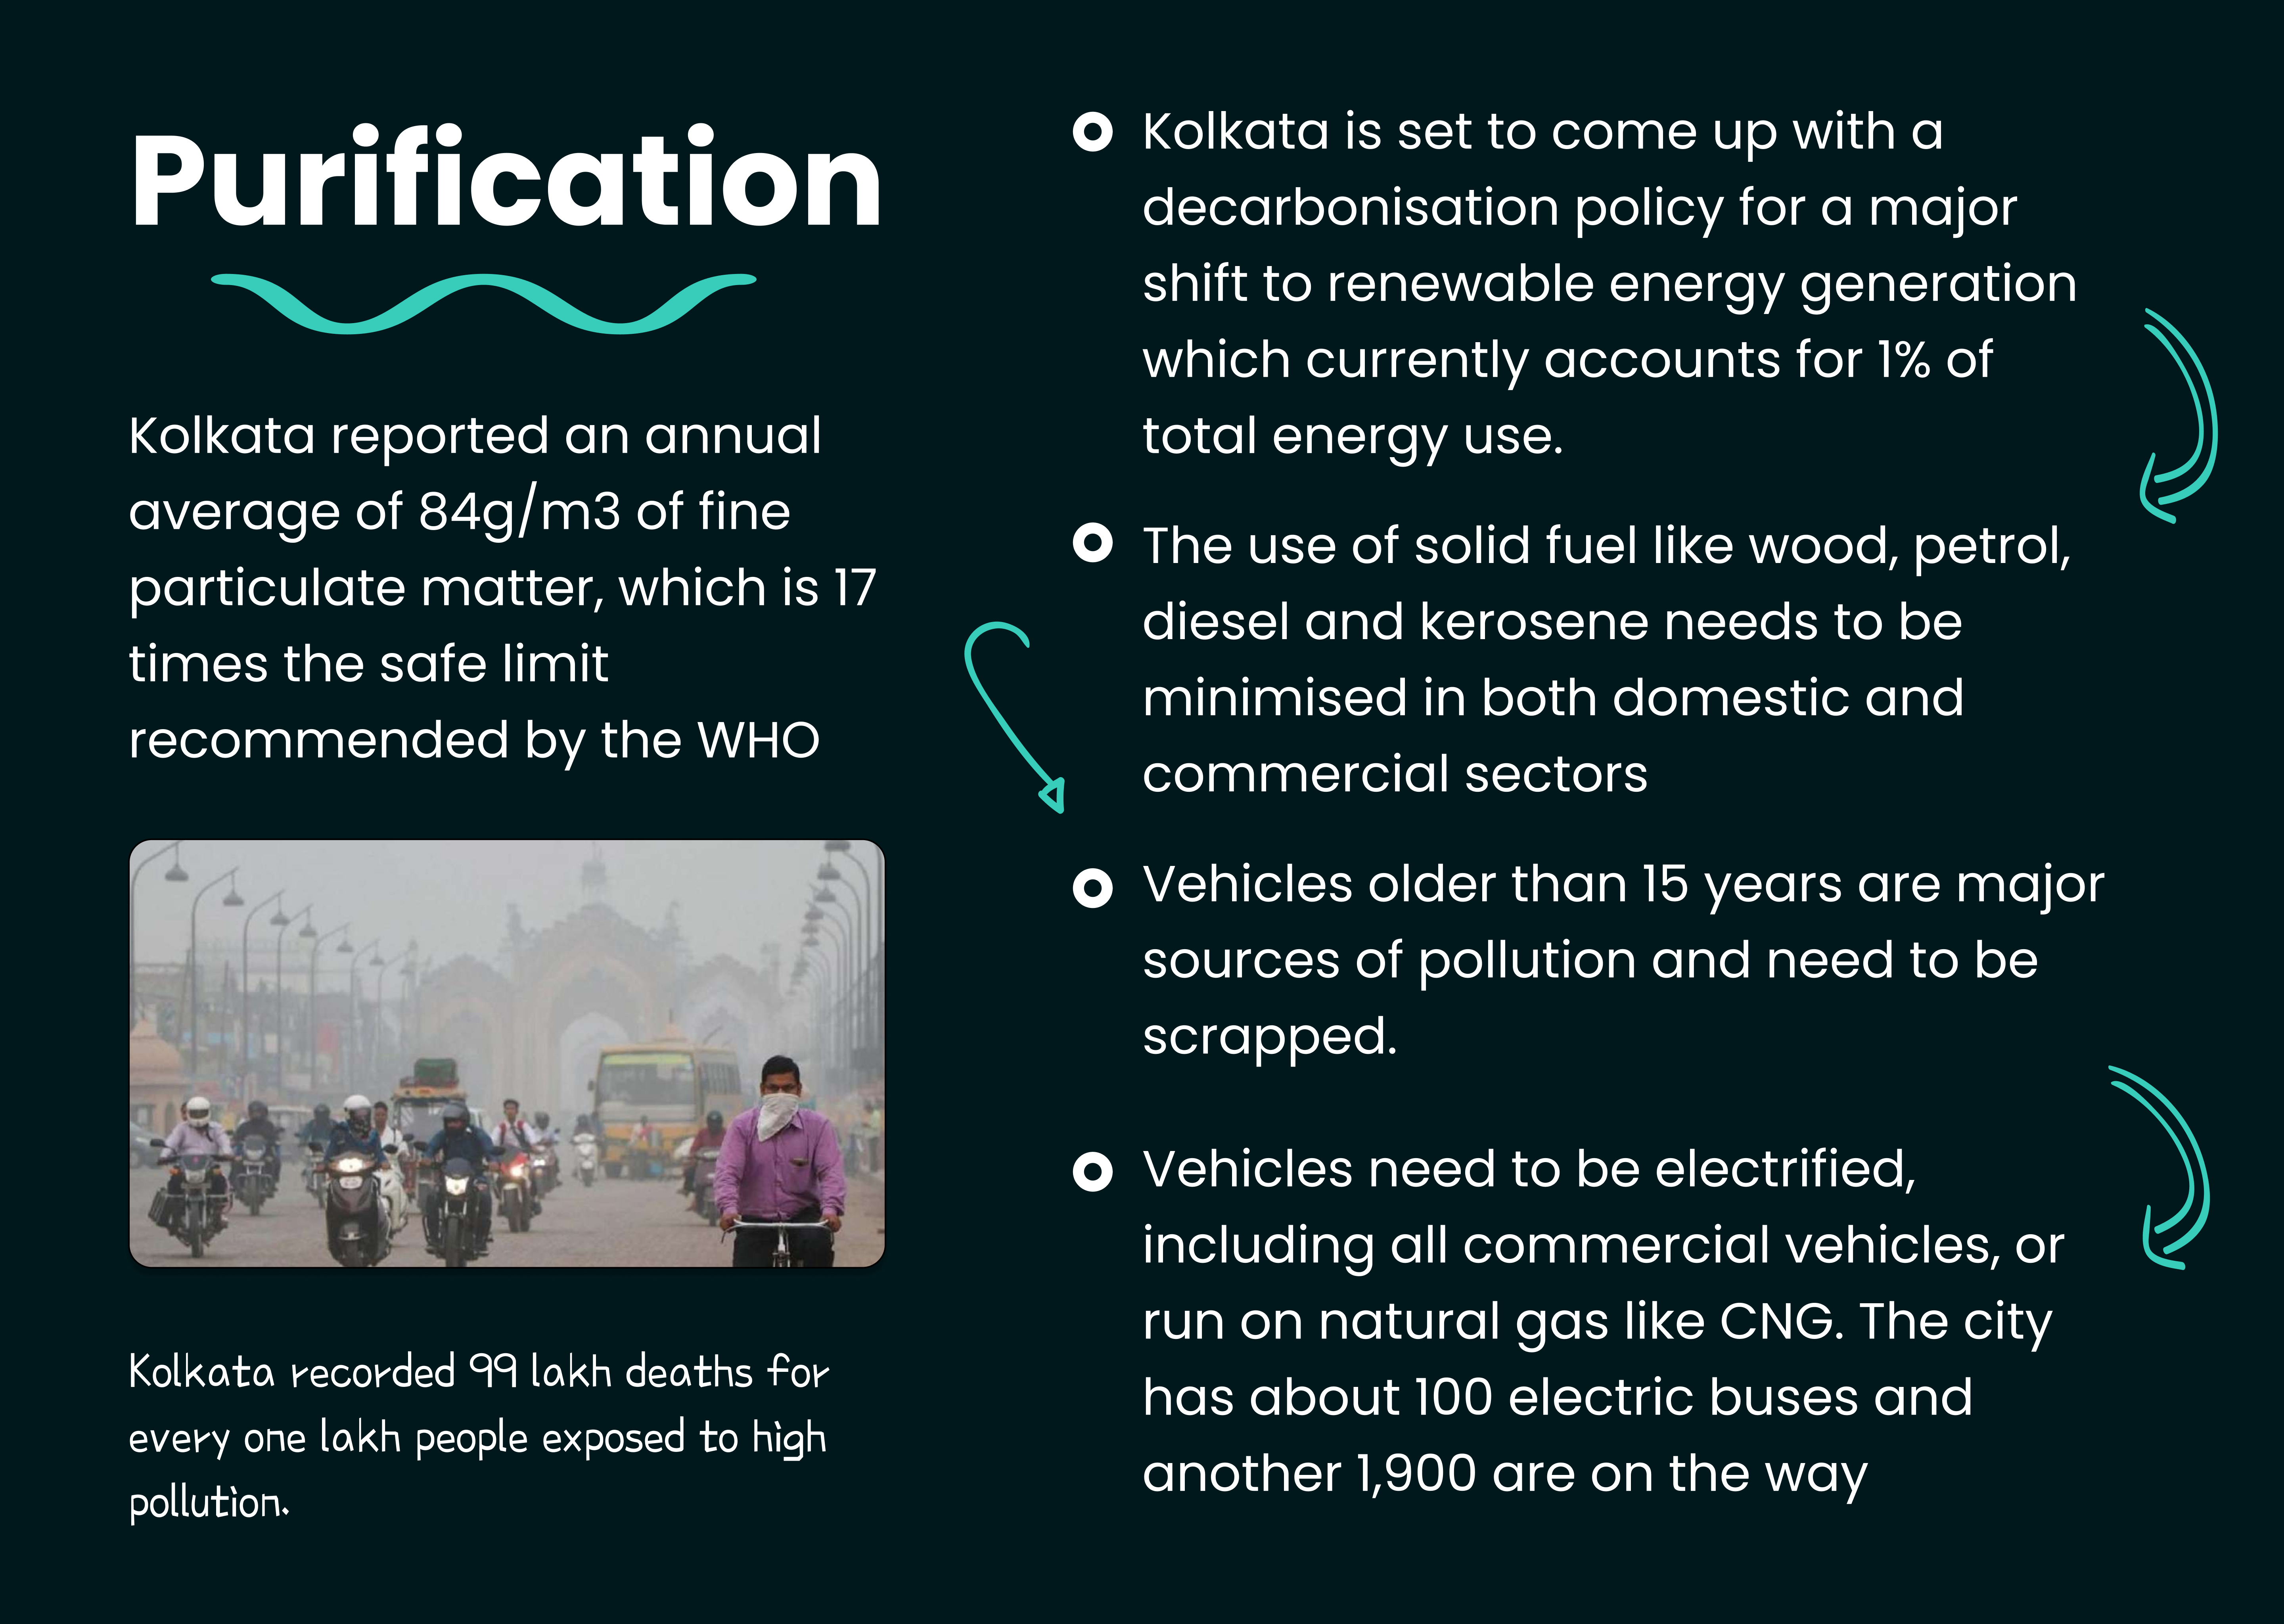 Purification
Kolkata reported an annual
average of 84g/m3 of fine
particulate matter, which is 17
times the safe limit
recommended by the WHO
Kolkata recorded 99 lakh deaths for
every one lakh people exposed to high
pollution.
Kolkata is set to come up with a
decarbonisation policy for a major
shift to renewable energy generation
which currently accounts for 1% of
total energy use.
The use of solid fuel like wood, petrol,
diesel and kerosene needs to be
minimised in both domestic and
commercial sectors
Vehicles older than 15 years are major
sources of pollution and need to be
scrapped.
Vehicles need to be electrified,
including all commercial vehicles, or
run on natural gas like CNG. The city
has about 100 electric buses and
another 1,900 are on the way